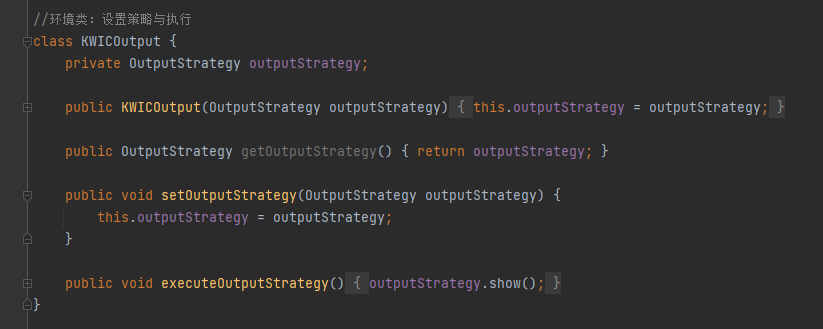 //环境类：设置策略与执行
class KWICOutput {
private OutputStrategy outputStrategy;
public KWICOutput(OutputStrategy outputStrategy) { this.outputStrategy = outputStrategy; }
public OutputStrategy getOutputStrategy() { return outputStrategy; }
public void setOutputStrategy(OutputStrategy outputStrategy) {
this.outputStrategy = outputStrategy;
}
public void executeOutputStrategy() { outputStrategy.show(); }
}